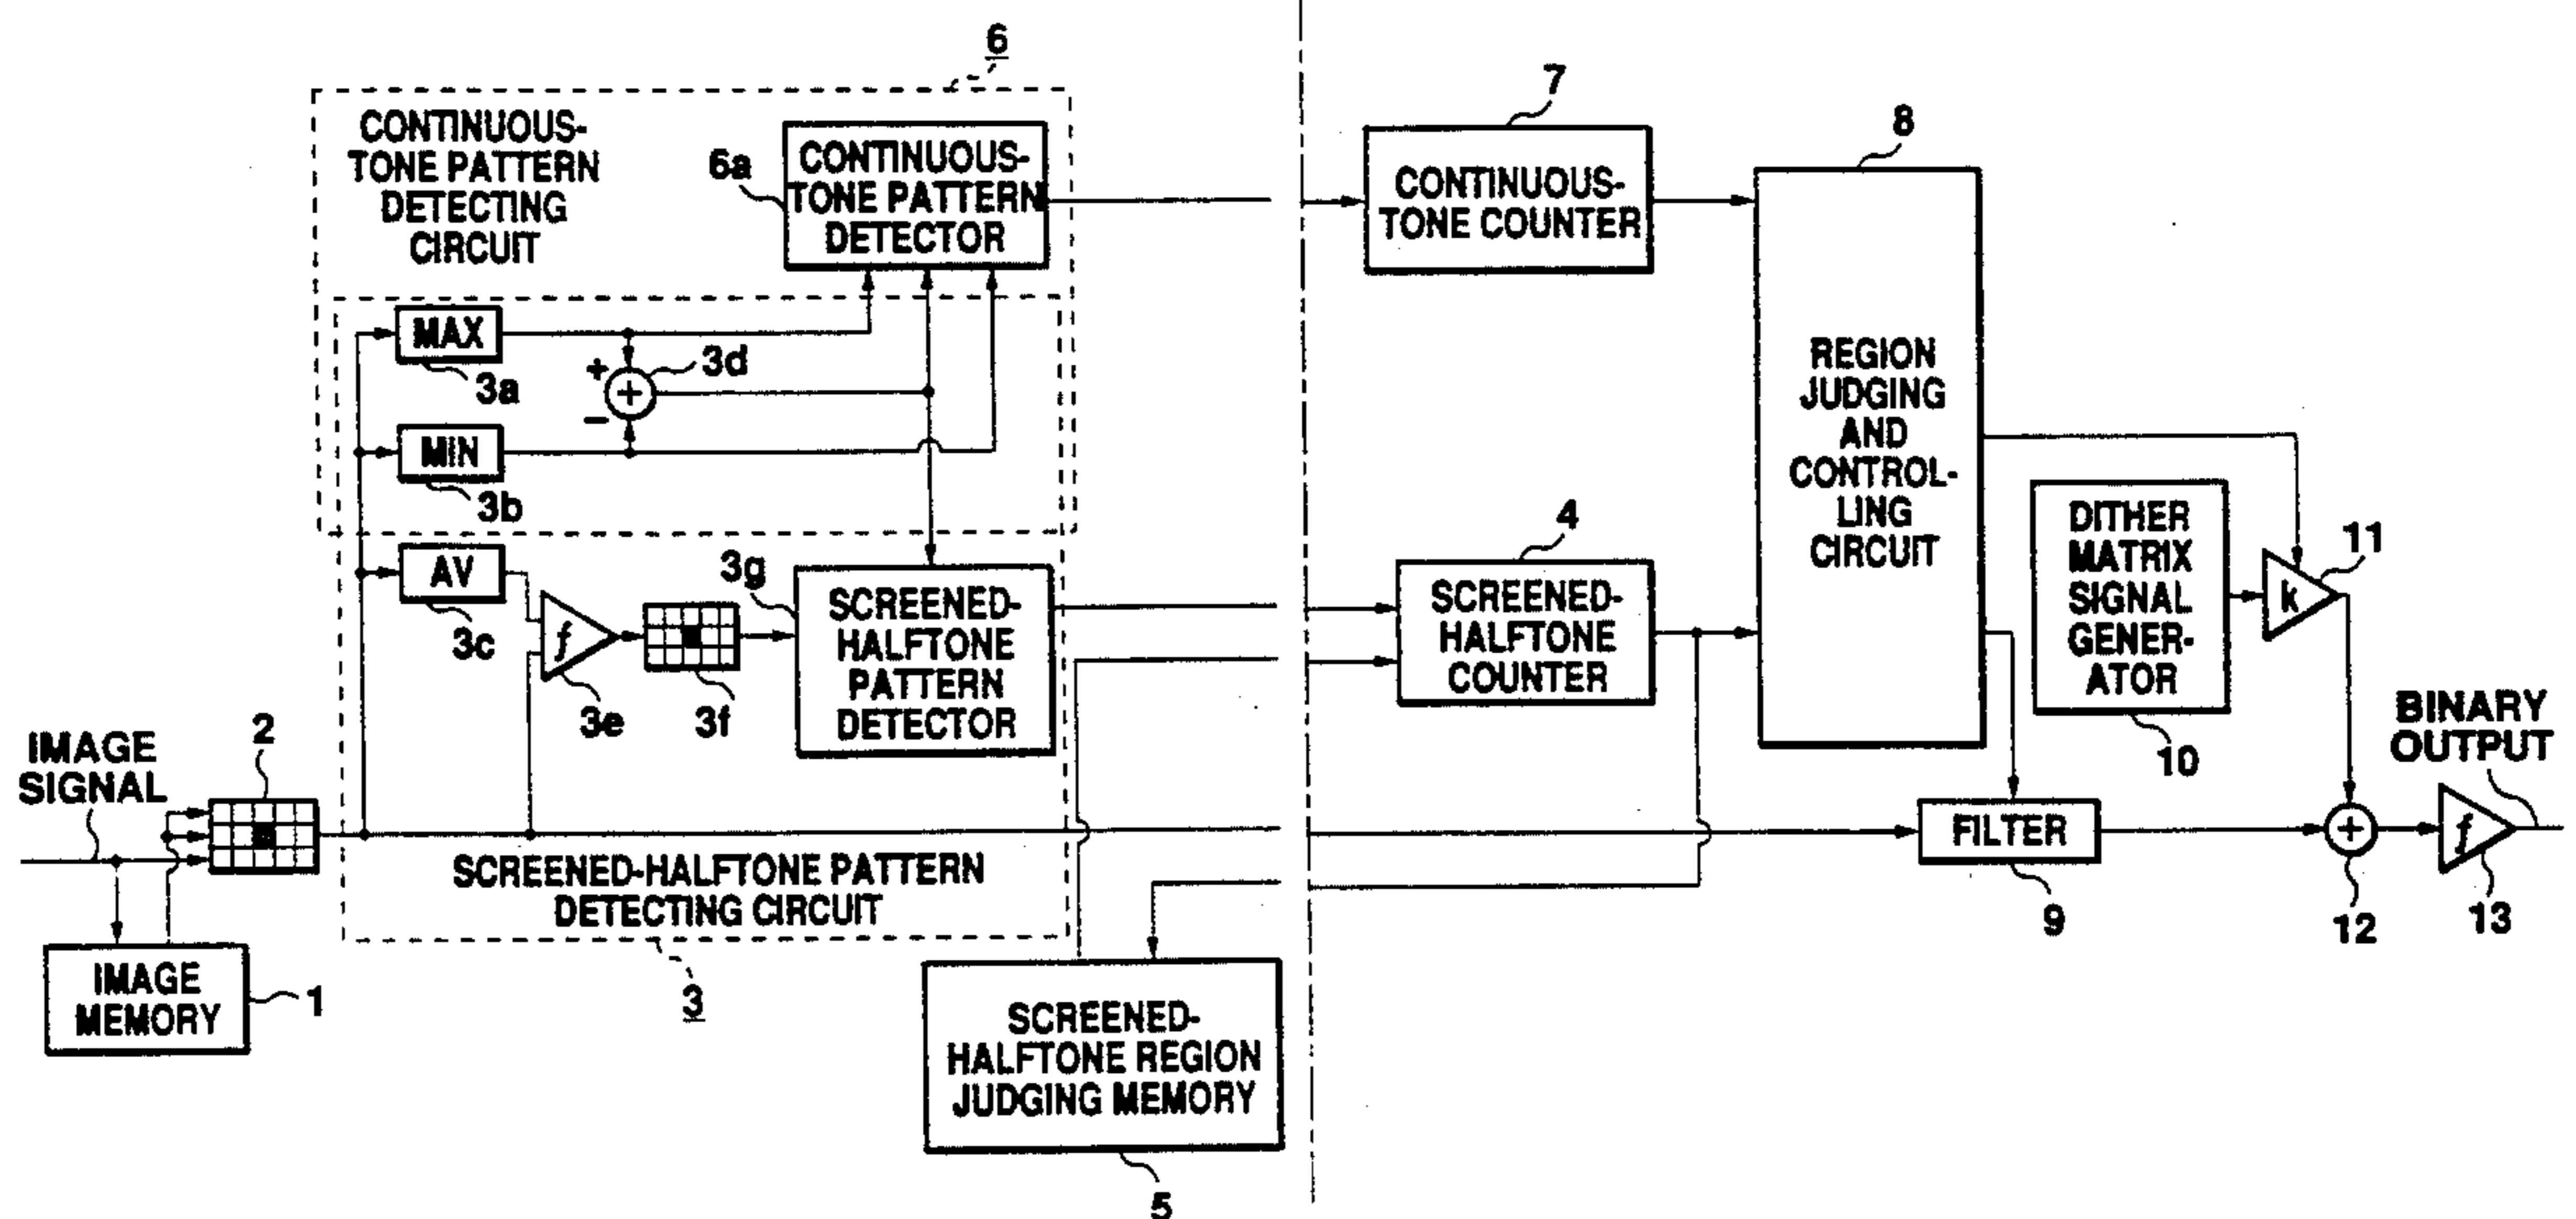 6
CONTINUOUS-
TONE PATTERN
DETECTING
CIRCUIT
6a
CONTINUOUS-
TONE PATTERN
DETECTOR
7
CONTINUOUS-
TONE COUNTER
8
REGION
JUDGING
AND
CONTROL-
LING
CIRCUIT
MAX
3a
+
+
−
3d
MIN
3b
AV
3c
f
3e
3f
3g
SCREENED-
HALFTONE
PATTERN
DETECTOR
4
SCREENED-
HALFTONE
COUNTER
DITHER
MATRIX
SIGNAL
GENER-
ATOR
10
k
11
IMAGE
SIGNAL
2
IMAGE
MEMORY
1
SCREENED-HALFTONE PATTERN
DETECTING CIRCUIT
3
SCREENED-
HALFTONE REGION
JUDGING MEMORY
5
FILTER
9
+
12
f
13
BINARY
OUTPUT